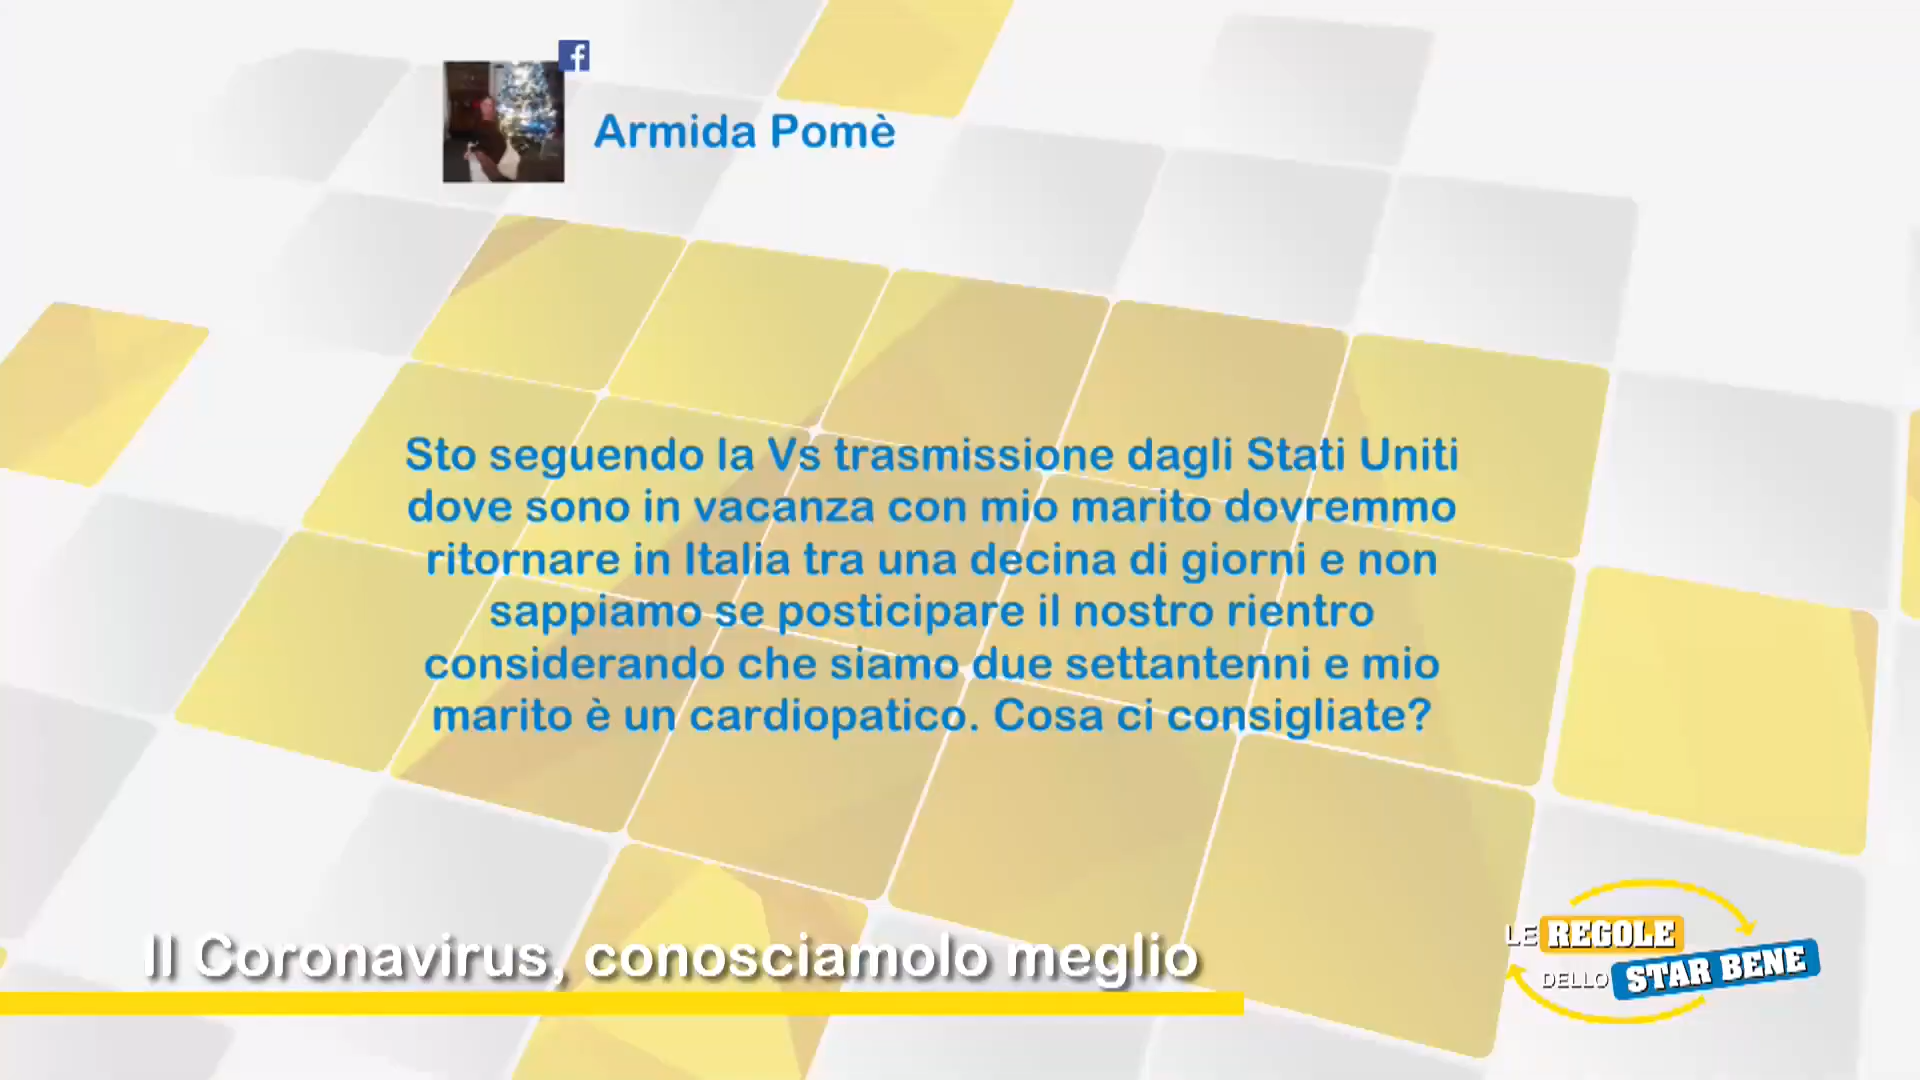 f
Armida Pomè
Sto seguendo la Vs trasmissione dagli Stati Uniti
dove sono in vacanza con mio marito dovremmo
ritornare in Italia tra una decina di giorni e non
sappiamo se posticipare il nostro rientro
considerando che siamo due settantenni e mio
marito è un cardiopatico. Cosa ci consigliate?
Il Coronavirus, conosciamolo meglio
LE REGOLE
DELLO STAR BENE